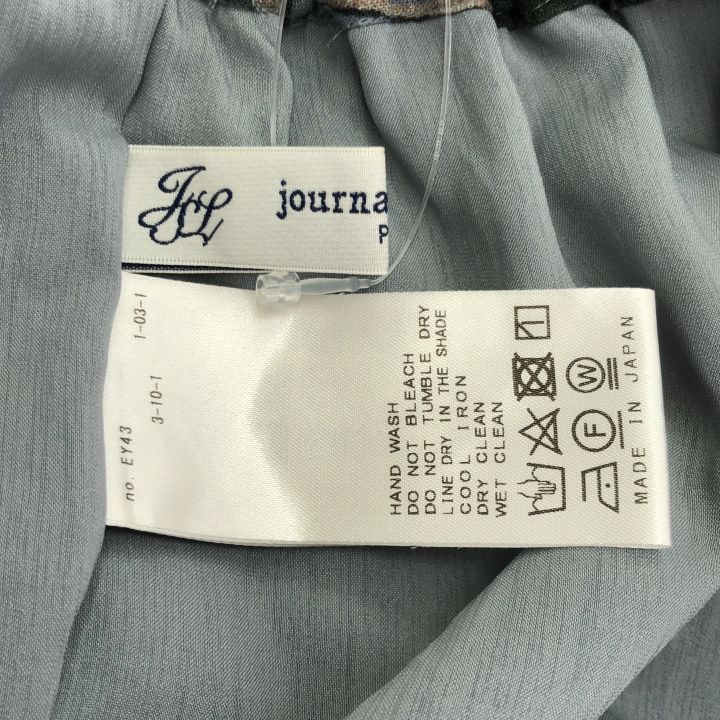 JSL
journa
P
1-03-1
3-10-1
no. EY43
HAND WASH
DO NOT BLEACH
DO NOT TUMBLE DRY
LINE DRY IN THE SHADE
COOL IRON
DRY CLEAN
WET CLEAN
F
W
MADE IN JAPAN